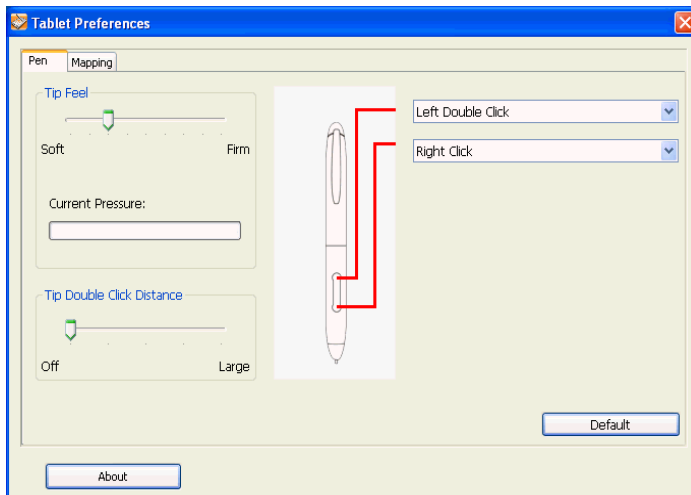 Tablet Preferences
Pen
Mapping
Tip Feel
Soft
Firm
Current Pressure:
Tip Double Click Distance
Off
Large
Left Double Click
Right Click
Default
About